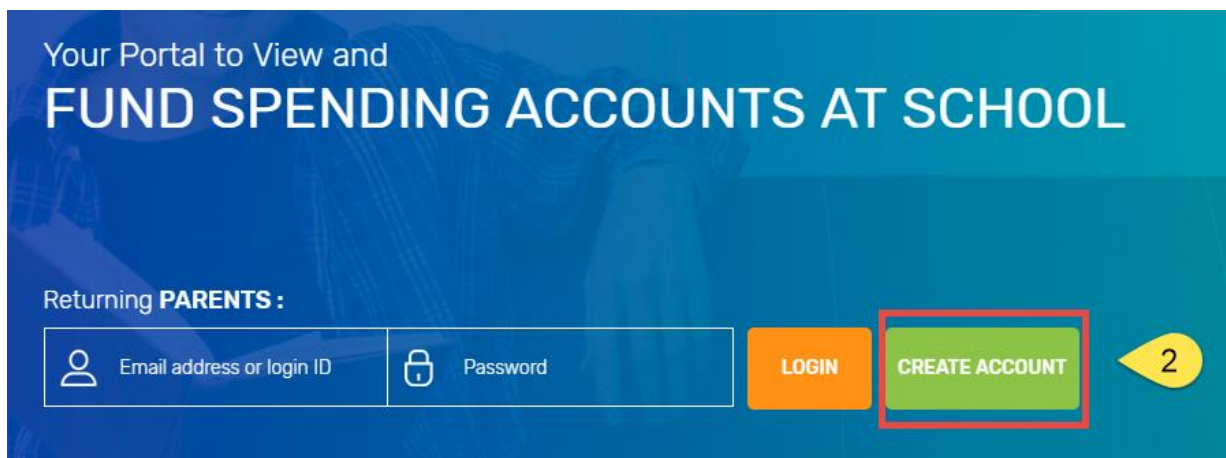 Your Portal to View and
FUND SPENDING ACCOUNTS AT SCHOOL
Returning PARENTS :
Email address or login ID Password LOGIN CREATE ACCOUNT 2